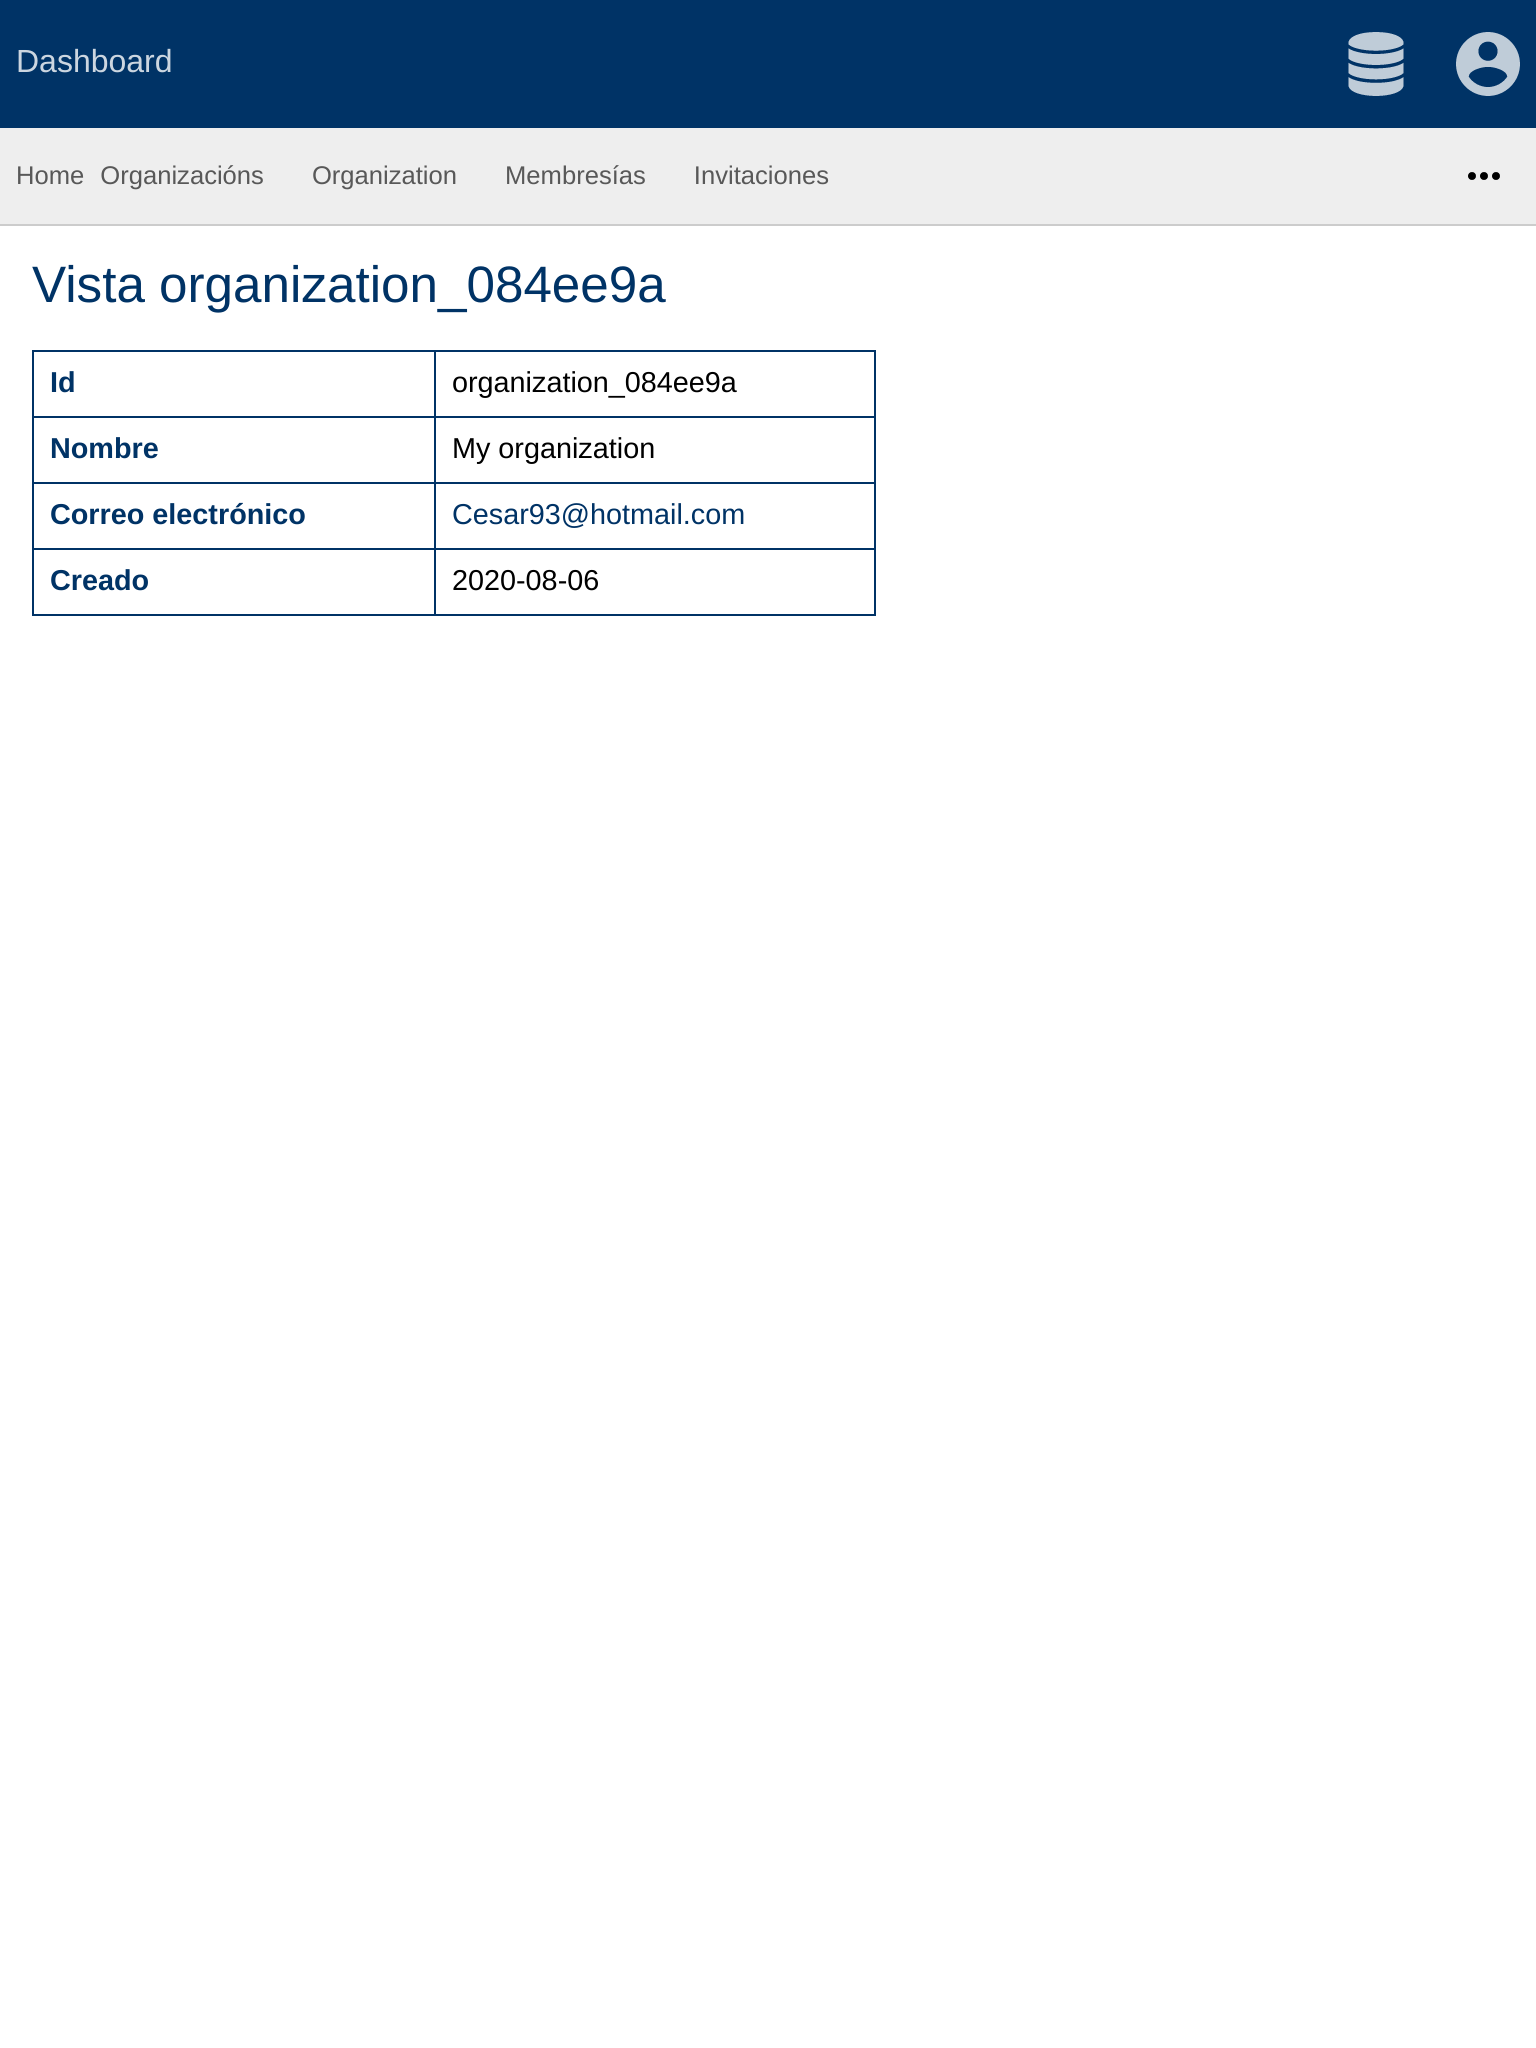 Dashboard
Home Organizacións Organization Membresías Invitaciones
Vista organization_084ee9a
Id organization_084ee9a
Nombre My organization
Correo electrónico Cesar93@hotmail.com
Creado 2020-08-06